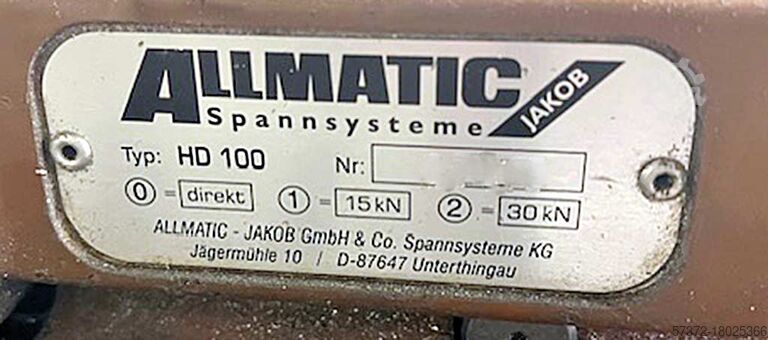 ALLMATIC JAKOB
Spannsysteme
Typ: HD 100 Nr:
0 = direkt 1 = 15 kN 2 = 30 kN
ALLMATIC - JAKOB GmbH & Co. Spannsysteme KG
Jägermühle 10 / D-87647 Unterthingau
57372-18025366